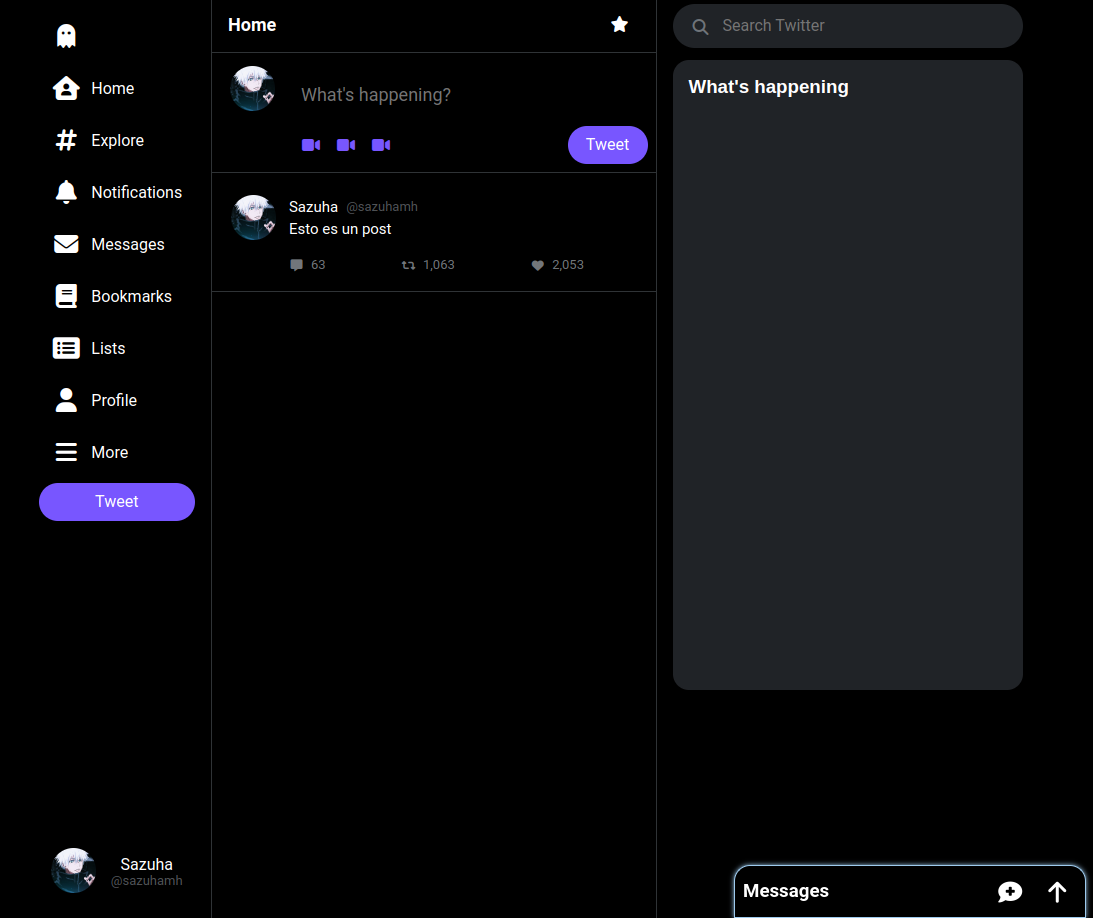 Home
Explore
Notifications
Messages
Bookmarks
Lists
Profile
More
Tweet
Sazuha
@sazuhamh
Home
What's happening?
Tweet
Sazuha @sazuhamh
Esto es un post
63 1,063 2,053
Search Twitter
What's happening
Messages